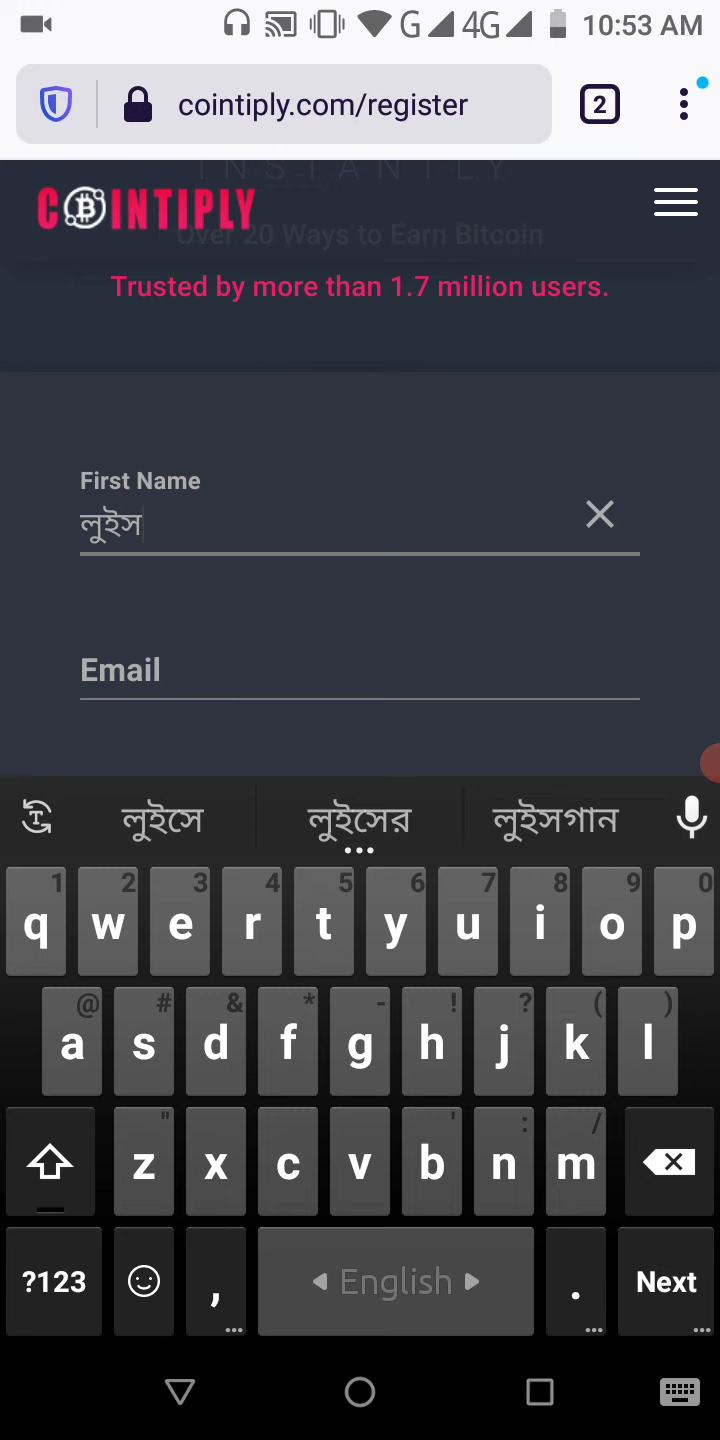 G 4G 10:53 AM
cointiply.com/register 2
INSTANTLY
COINTIPLY
Over 20 Ways to Earn Bitcoin
Trusted by more than 1.7 million users.
First Name
লুইস
Email
লুইসে লুইসের লুইসগান
1 2 3 4 5 6 7 8 9 0
q w e r t y u i o p
@ # & * - ! ? ( )
a s d f g h j k l
" ' : /
z x c v b n m
?123 , English . Next